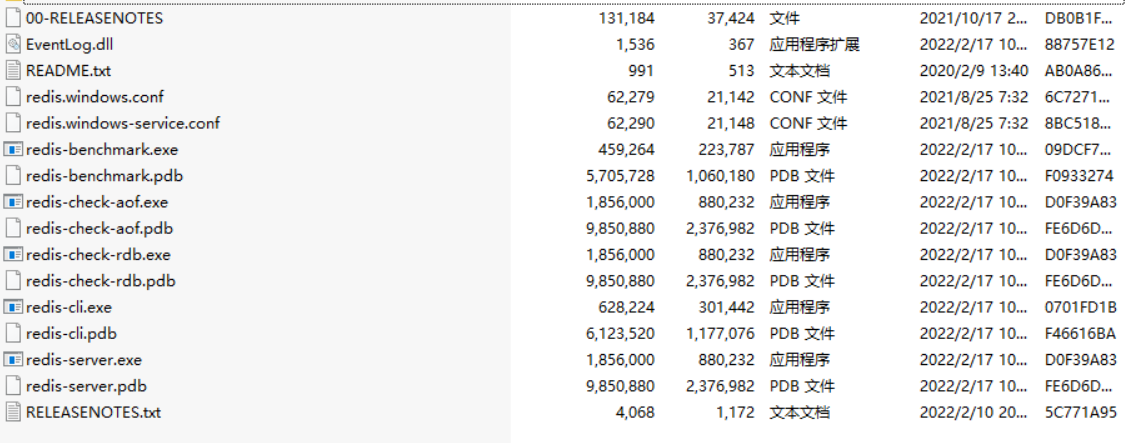 00-RELEASENOTES 131,184 37,424 文件 2021/10/17 2... DB0B1F...
EventLog.dll 1,536 367 应用程序扩展 2022/2/17 10... 88757E12
README.txt 991 513 文本文档 2020/2/9 13:40 AB0A86...
redis.windows.conf 62,279 21,142 CONF 文件 2021/8/25 7:32 6C7271...
redis.windows-service.conf 62,290 21,148 CONF 文件 2021/8/25 7:32 8BC518...
redis-benchmark.exe 459,264 223,787 应用程序 2022/2/17 10... 09DCF7...
redis-benchmark.pdb 5,705,728 1,060,180 PDB 文件 2022/2/17 10... F0933274
redis-check-aof.exe 1,856,000 880,232 应用程序 2022/2/17 10... D0F39A83
redis-check-aof.pdb 9,850,880 2,376,982 PDB 文件 2022/2/17 10... FE6D6D...
redis-check-rdb.exe 1,856,000 880,232 应用程序 2022/2/17 10... D0F39A83
redis-check-rdb.pdb 9,850,880 2,376,982 PDB 文件 2022/2/17 10... FE6D6D...
redis-cli.exe 628,224 301,442 应用程序 2022/2/17 10... 0701FD1B
redis-cli.pdb 6,123,520 1,177,076 PDB 文件 2022/2/17 10... F46616BA
redis-server.exe 1,856,000 880,232 应用程序 2022/2/17 10... D0F39A83
redis-server.pdb 9,850,880 2,376,982 PDB 文件 2022/2/17 10... FE6D6D...
RELEASENOTES.txt 4,068 1,172 文本文档 2022/2/10 20... 5C771A95